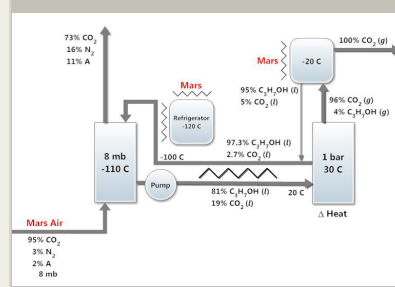 73% CO2
16% N2
11% A
Mars
Refrigerator
-120 C
Mars
-20 C
100% CO2 (g)
95% C3H7OH (l)
5% CO2 (l)
96% CO2 (g)
4% C3H7OH (g)
8 mb
-110 C
-100 C
97.3% C3H7OH (l)
2.7% CO2 (l)
1 bar
30 C
Pump
81% C3H7OH (l)
19% CO2 (l)
20 C
Δ Heat
Mars Air
95% CO2
3% N2
2% A
8 mb